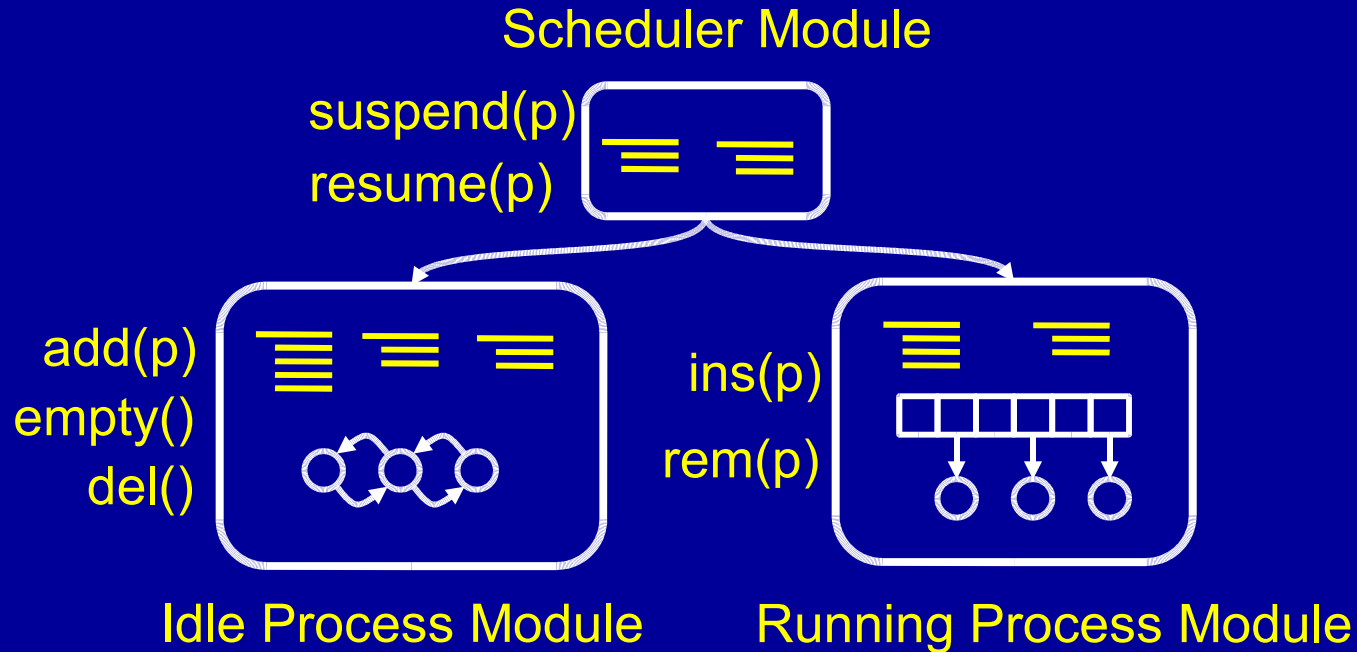 Scheduler Module
suspend(p)
resume(p)
add(p)
empty()
del()
ins(p)
rem(p)
Idle Process Module
Running Process Module